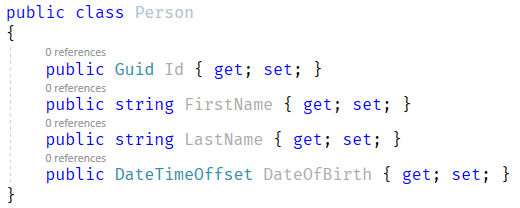 public class Person
{
0 references
public Guid Id { get; set; }
0 references
public string FirstName { get; set; }
0 references
public string LastName { get; set; }
0 references
public DateTimeOffset DateOfBirth { get; set; }
}